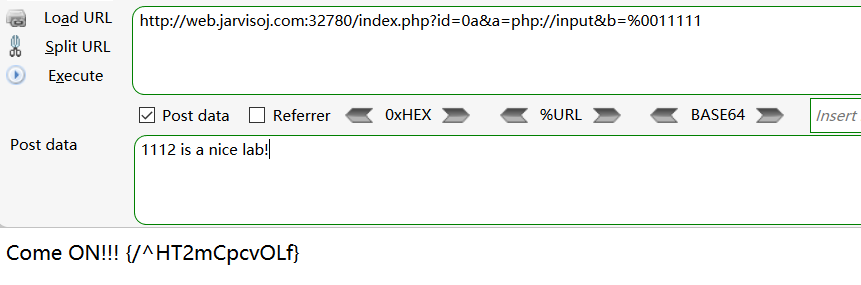 Load URL
http://web.jarvisoj.com:32780/index.php?id=0a&a=php://input&b=%0011111
Split URL
Execute
Post data Referrer 0xHEX %URL BASE64 Insert
Post data
1112 is a nice lab!
Come ON!!! {/^HT2mCpcvOLf}